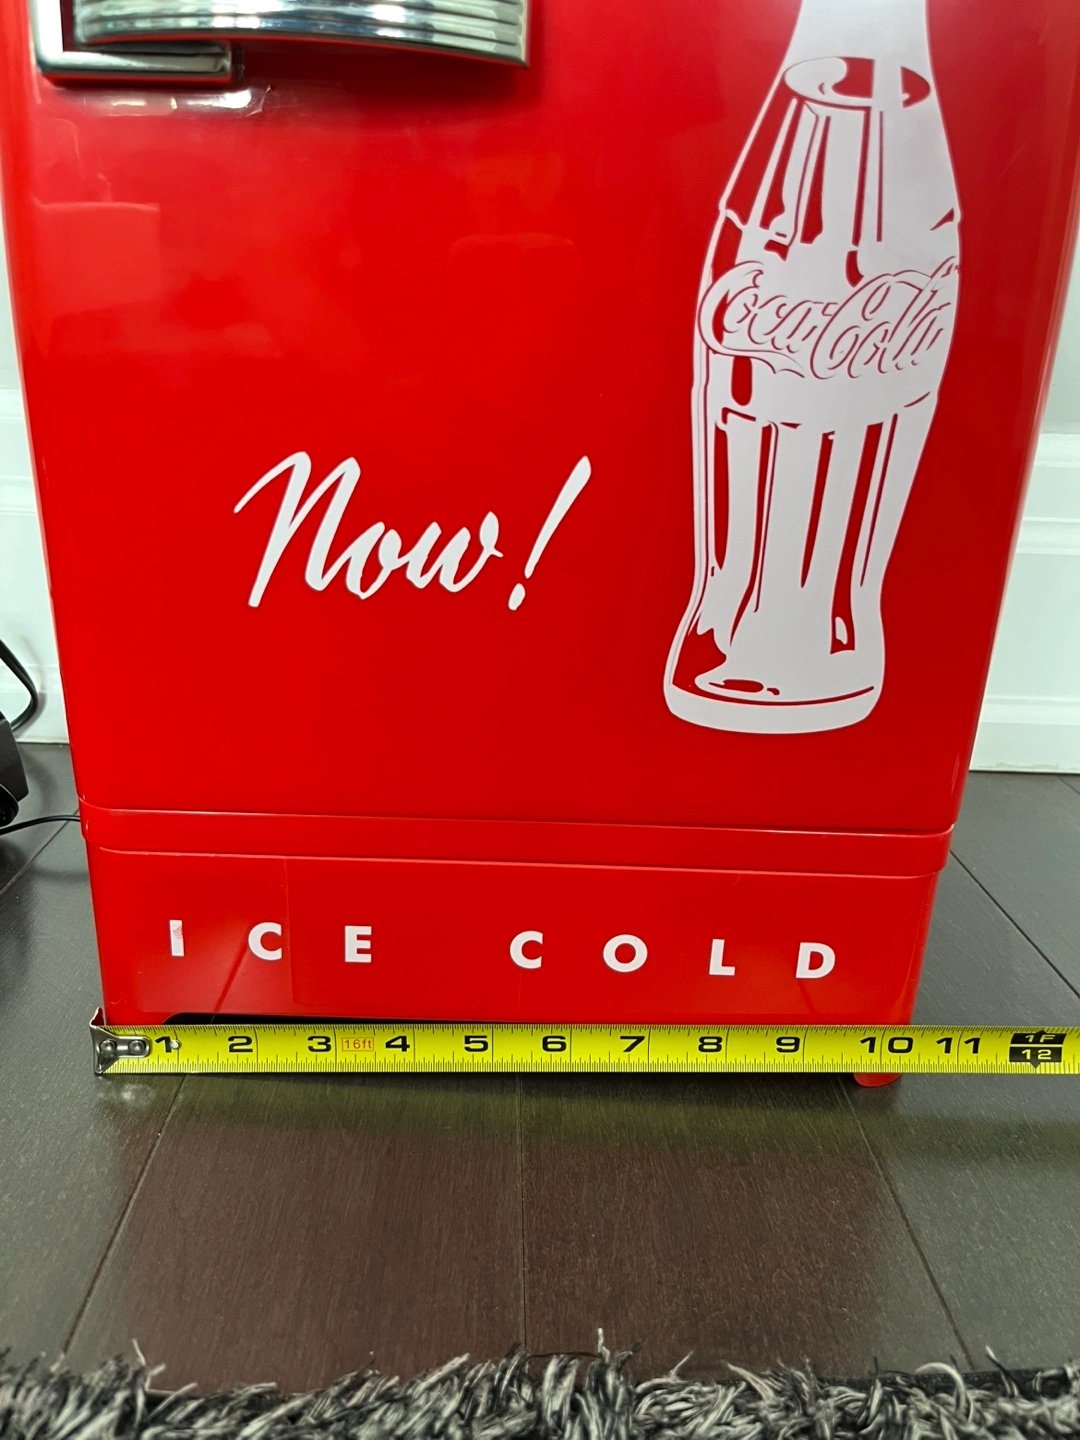 Coca-Cola
Now!
ICE COLD
1 2 3 16ft 4 5 6 7 8 9 10 11 1F
12